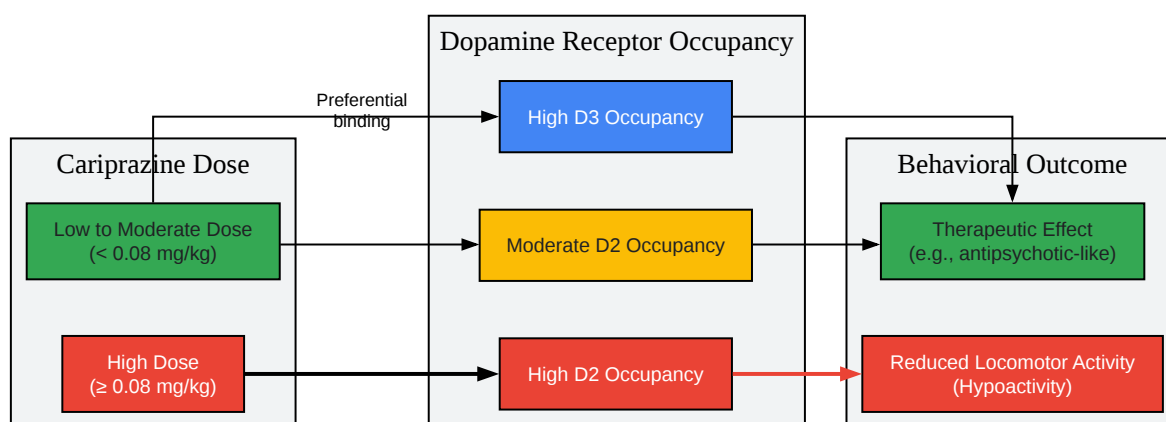 Dopamine Receptor Occupancy
Preferential
binding
High D3 Occupancy
Cariprazine Dose
Behavioral Outcome
Low to Moderate Dose
(< 0.08 mg/kg)
Moderate D2 Occupancy
Therapeutic Effect
(e.g., antipsychotic-like)
High Dose
(≥ 0.08 mg/kg)
High D2 Occupancy
Reduced Locomotor Activity
(Hypoactivity)